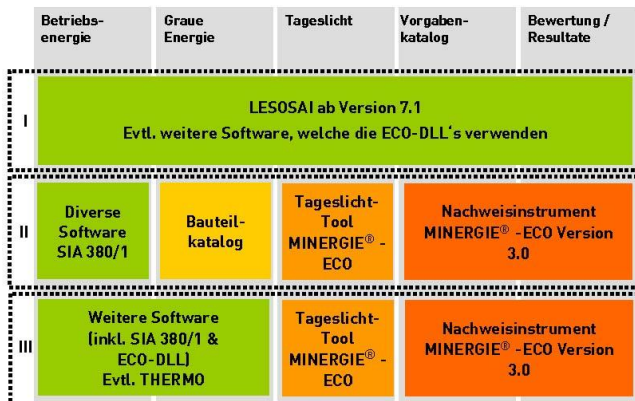 Betriebs-
energie
Graue
Energie
Tageslicht
Vorgaben-
katalog
Bewertung /
Resultate
I
LESOSAI ab Version 7.1
Evtl. weitere Software, welche die ECO-DLL's verwenden
II
Diverse
Software
SIA 380/1
Bauteil-
katalog
Tageslicht-
Tool
MINERGIE® -
ECO
Nachweisinstrument
MINERGIE® -ECO Version
3.0
III
Weitere Software
(inkl. SIA 380/1 &
ECO-DLL)
Evtl. THERMO
Tageslicht-
Tool
MINERGIE® -
ECO
Nachweisinstrument
MINERGIE® -ECO Version
3.0